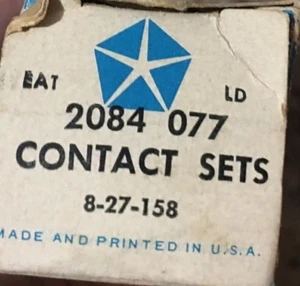 EAT LD
2084 077
CONTACT SETS
8-27-158
MADE AND PRINTED IN U.S.A.